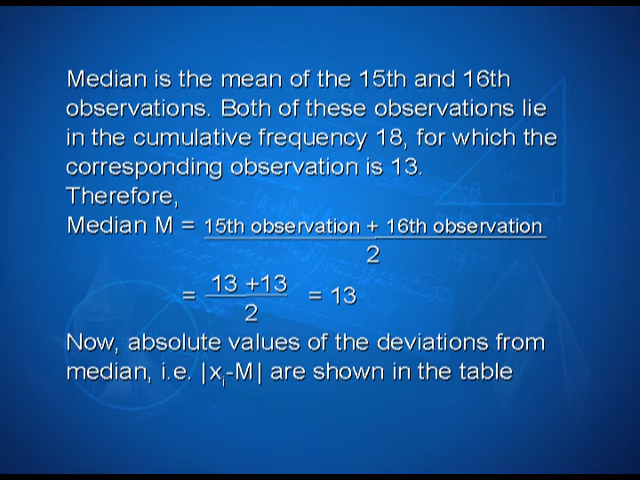 Median is the mean of the 15th and 16th
observations. Both of these observations lie
in the cumulative frequency 18, for which the
corresponding observation is 13.
Therefore,
Median M = 15th observation + 16th observation
2
= 13 +13 = 13
2
Now, absolute values of the deviations from
median, i.e. |xi-M| are shown in the table